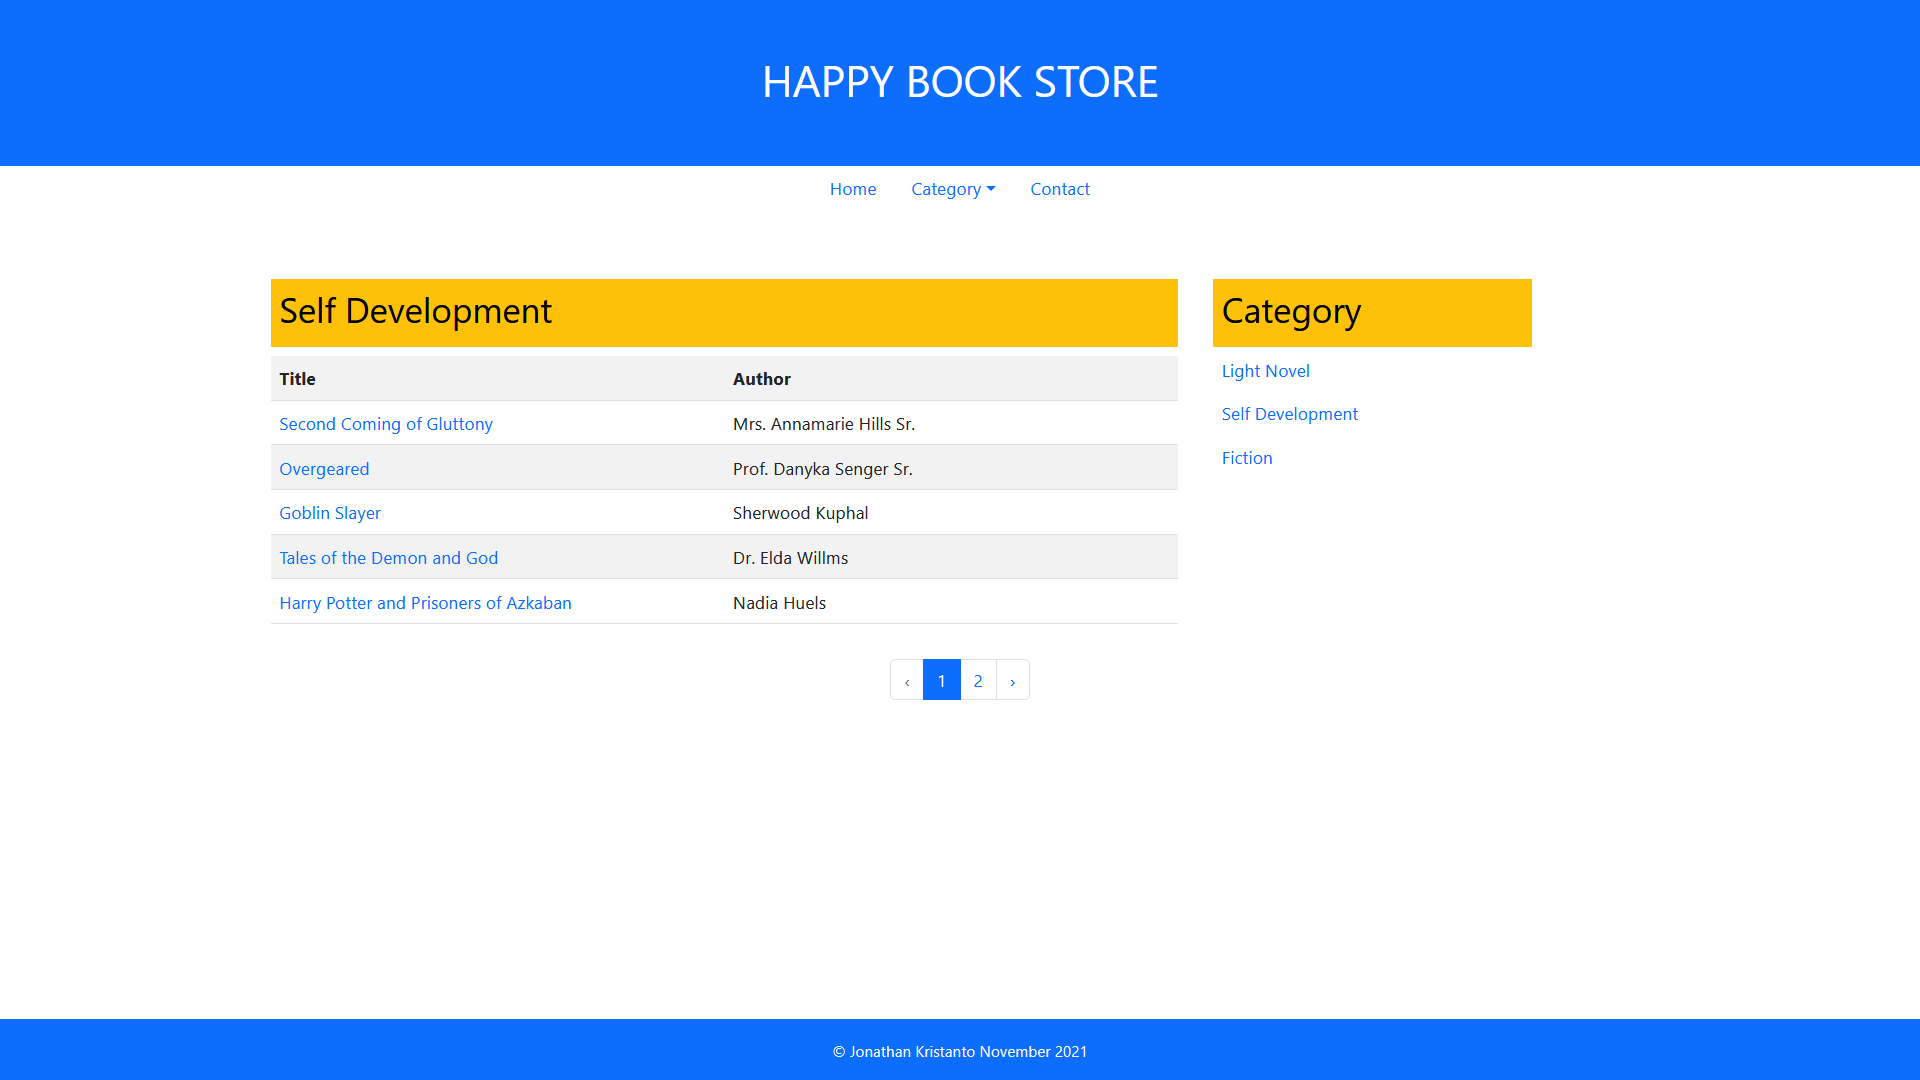 HAPPY BOOK STORE
Home Category Contact
Self Development
Title Author
Second Coming of Gluttony Mrs. Annamarie Hills Sr.
Overgeared Prof. Danyka Senger Sr.
Goblin Slayer Sherwood Kuphal
Tales of the Demon and God Dr. Elda Willms
Harry Potter and Prisoners of Azkaban Nadia Huels
‹ 1 2 ›
Category
Light Novel
Self Development
Fiction
© Jonathan Kristanto November 2021